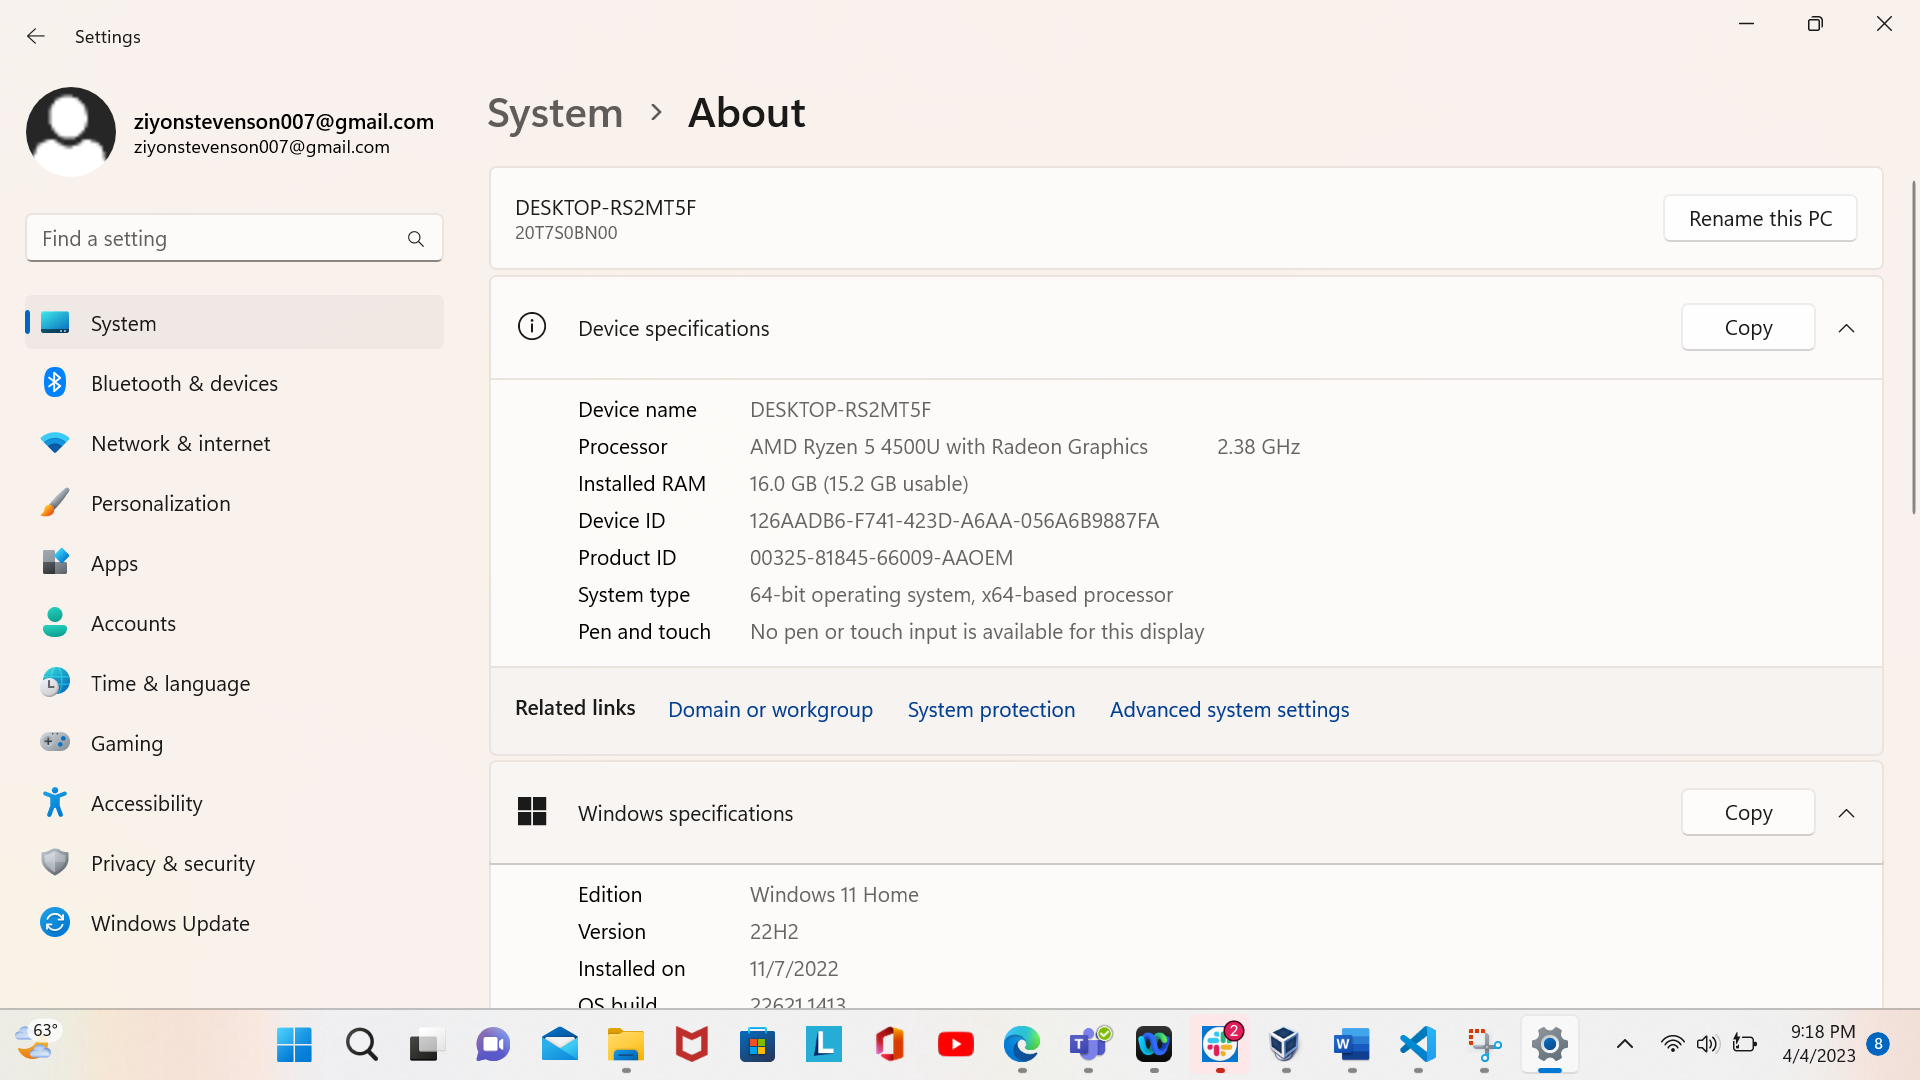 Settings
ziyonstevenson007@gmail.com
ziyonstevenson007@gmail.com
Find a setting
System
Bluetooth & devices
Network & internet
Personalization
Apps
Accounts
Time & language
Gaming
Accessibility
Privacy & security
Windows Update
System > About
DESKTOP-RS2MT5F
20T7S0BN00
Rename this PC
Device specifications
Copy
Device name DESKTOP-RS2MT5F
Processor AMD Ryzen 5 4500U with Radeon Graphics 2.38 GHz
Installed RAM 16.0 GB (15.2 GB usable)
Device ID 126AADB6-F741-423D-A6AA-056A6B9887FA
Product ID 00325-81845-66009-AAOEM
System type 64-bit operating system, x64-based processor
Pen and touch No pen or touch input is available for this display
Related links Domain or workgroup System protection Advanced system settings
Windows specifications
Copy
Edition Windows 11 Home
Version 22H2
Installed on 11/7/2022
OS build 22621.1413
63°
2
9:18 PM
4/4/2023
8